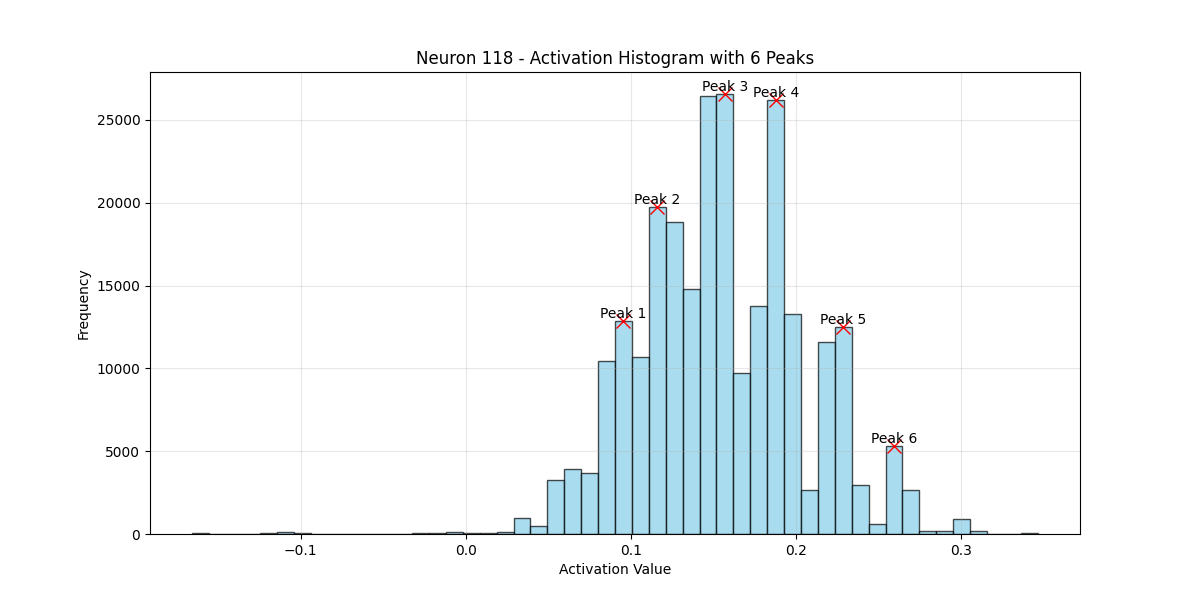 Neuron 118 - Activation Histogram with 6 Peaks
Peak 3
Peak 4
25000
Peak 2
20000
15000
Peak 1
Peak 5
10000
Peak 6
5000
0
Frequency
−0.1 0.0 0.1 0.2 0.3
Activation Value